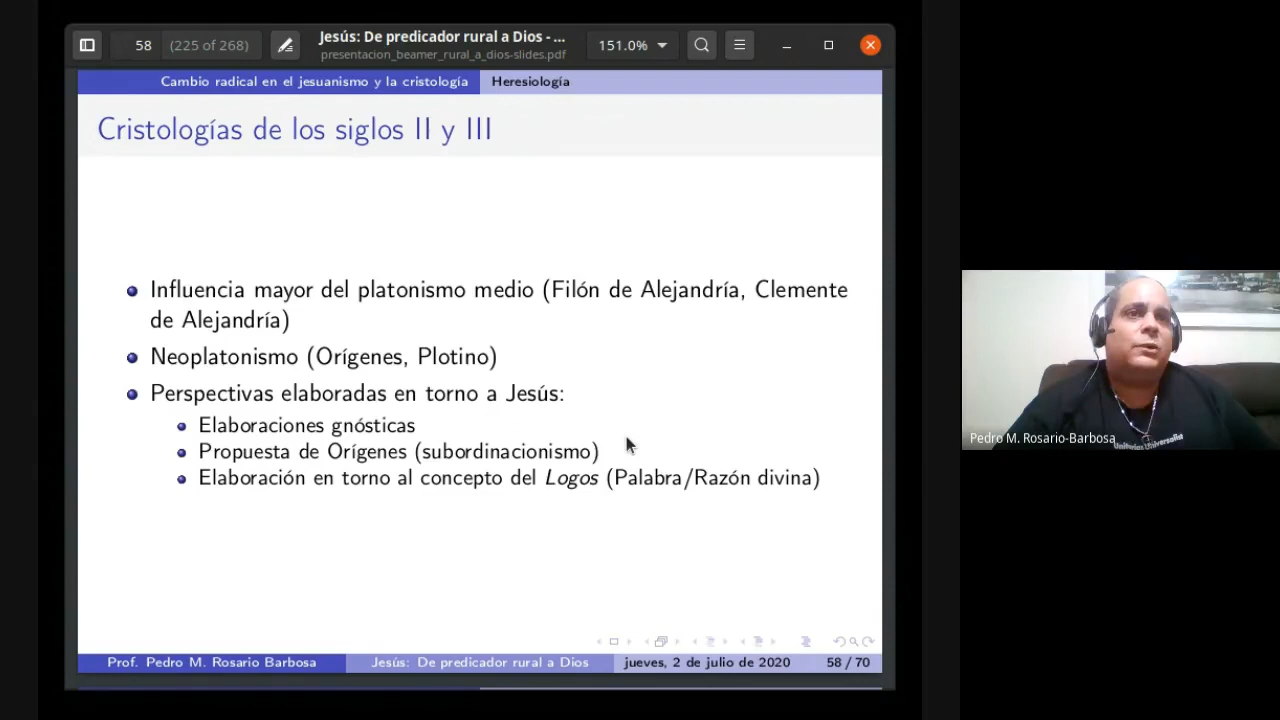 58 (225 of 268)
Jesús: De predicador rural a Dios - ...
presentacion_beamer_rural_a_dios-slides.pdf
151.0%
Cambio radical en el jesuanismo y la cristología Heresiología
Cristologías de los siglos II y III
Influencia mayor del platonismo medio (Filón de Alejandría, Clemente
de Alejandría)
Neoplatonismo (Orígenes, Plotino)
Perspectivas elaboradas en torno a Jesús:
Elaboraciones gnósticas
Propuesta de Orígenes (subordinacionismo)
Elaboración en torno al concepto del Logos (Palabra/Razón divina)
Prof. Pedro M. Rosario Barbosa Jesús: De predicador rural a Dios jueves, 2 de julio de 2020 58 / 70
Pedro M. Rosario-Barbosa
Unitarius Universalis